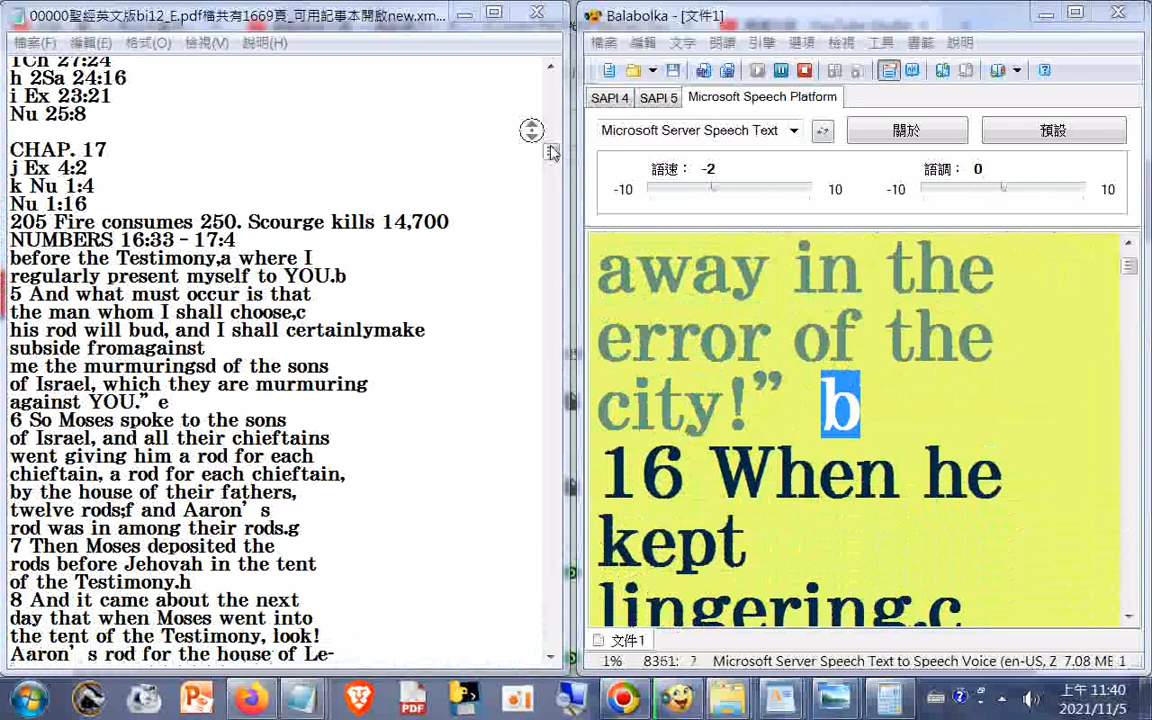 00000聖經英文版bi12_E.pdf檔共有1669頁_可用記事本開啟new.xm...
檔案(F) 編輯(E) 格式(O) 檢視(V) 說明(H)
1Ch 27:24
h 2Sa 24:16
i Ex 23:21
Nu 25:8
CHAP. 17
j Ex 4:2
k Nu 1:4
Nu 1:16
205 Fire consumes 250. Scourge kills 14,700
NUMBERS 16:33 - 17:4
before the Testimony,a where I
regularly present myself to YOU.b
5 And what must occur is that
the man whom I shall choose,c
his rod will bud, and I shall certainlymake
subside fromagainst
me the murmuringsd of the sons
of Israel, which they are murmuring
against YOU.” e
6 So Moses spoke to the sons
of Israel, and all their chieftains
went giving him a rod for each
chieftain, a rod for each chieftain,
by the house of their fathers,
twelve rods;f and Aaron’s
rod was in among their rods.g
7 Then Moses deposited the
rods before Jehovah in the tent
of the Testimony.h
8 And it came about the next
day that when Moses went into
the tent of the Testimony, look!
Aaron’s rod for the house of Le-
Balabolka - [文件1]
檔案 編輯 文字 朗讀 引擎 選項 檢視 工具 書籤 說明
SAPI 4 SAPI 5 Microsoft Speech Platform
Microsoft Server Speech Text 關於 預設
語速： -2 語調： 0
-10 10 -10 10
away in the
error of the
city!” b
16 When he
kept
lingering,c
文件1
1% 8361: ? Microsoft Server Speech Text to Speech Voice (en-US, Z 7.08 ME 1
PDF
上午 11:40
2021/11/5